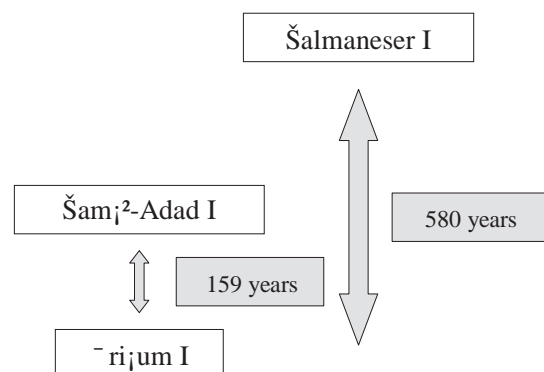 Šalmaneser I
Šam¡²-Adad I
580 years
159 years
¯ri¡um I